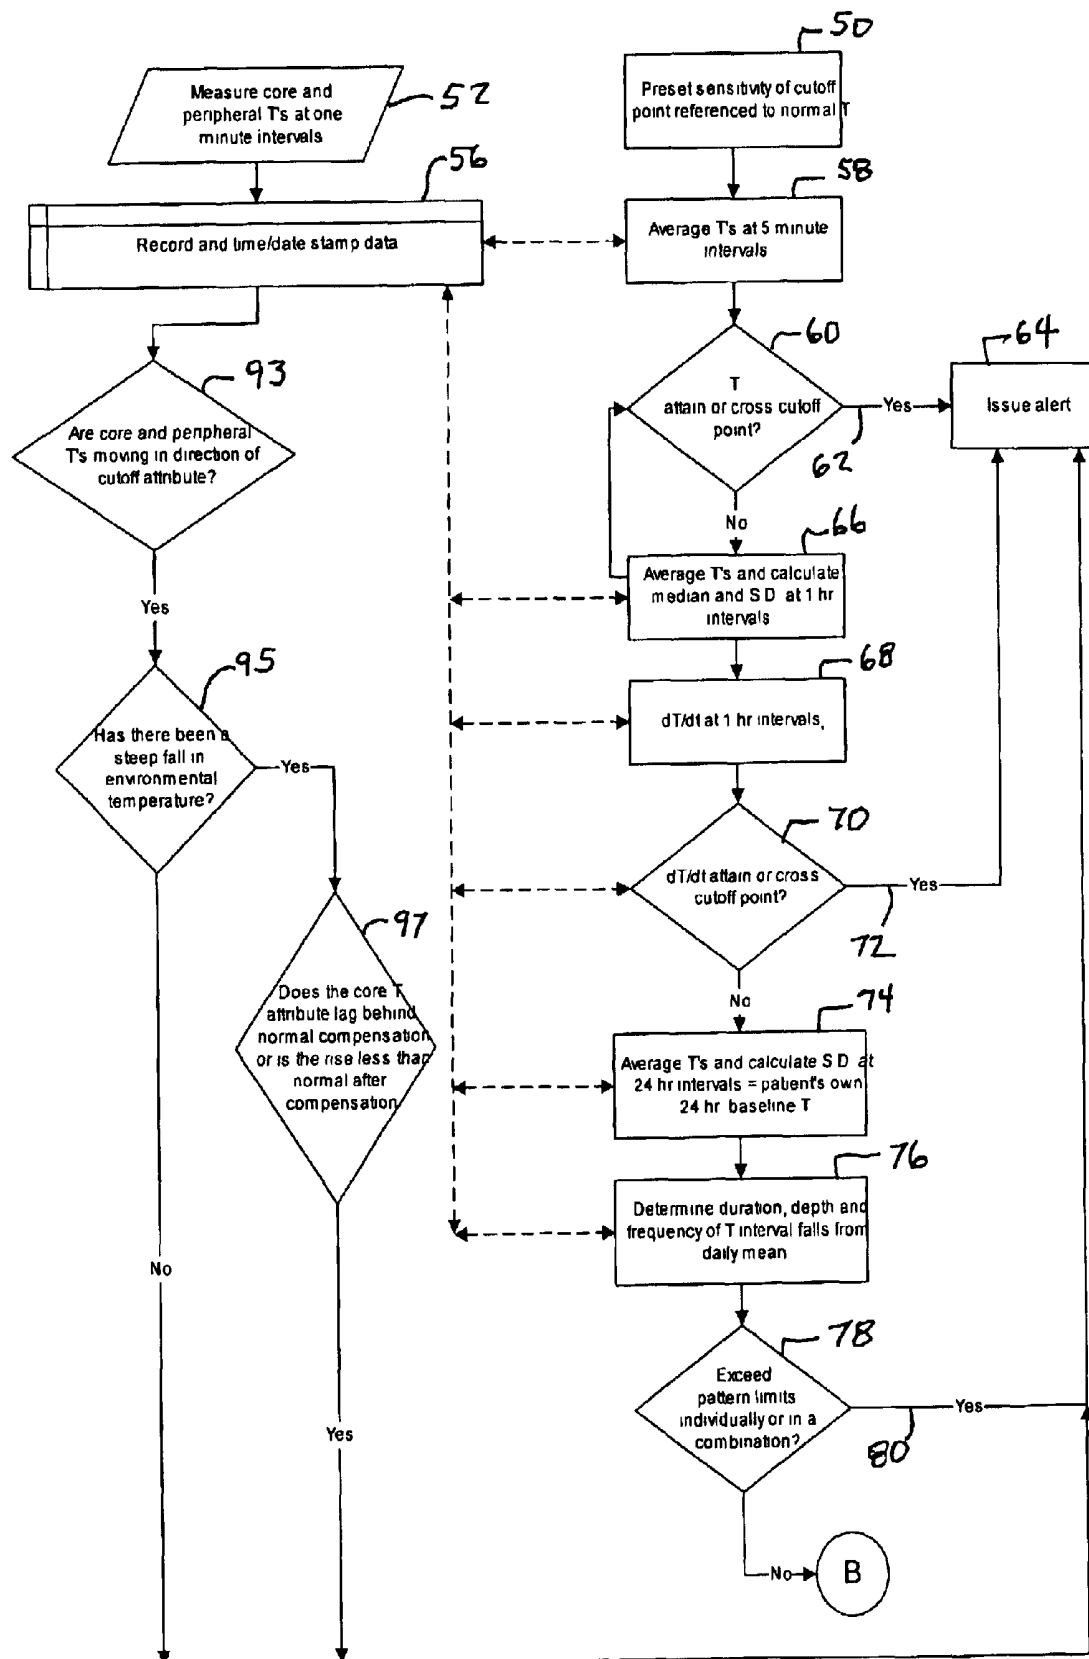 50
52
Measure core and
peripheral T's at one
minute intervals
Preset sensitivity of cutoff
point referenced to normal T
56
58
Record and time/date stamp data
Average T's at 5 minute
intervals
93
60
64
Are core and peripheral
T's moving in direction of
cutoff attribute?
T
attain or cross cutoff
point?
Yes
62
Issue alert
No
66
Average T's and calculate
median and S D at 1 hr
intervals
Yes
95
68
Has there been a
steep fall in
environmental
temperature?
Yes
dT/dt at 1 hr intervals,
70
dT/dt attain or cross
cutoff point?
Yes
72
97
Does the core T
attribute lag behind
normal compensation
or is the rise less than
normal after
compensation
No
74
Average T's and calculate S D at
24 hr intervals = patient's own
24 hr baseline T
76
Determine duration, depth and
frequency of T interval falls from
daily mean
No
78
Exceed
pattern limits
individually or in a
combination?
Yes
80
Yes
No
B